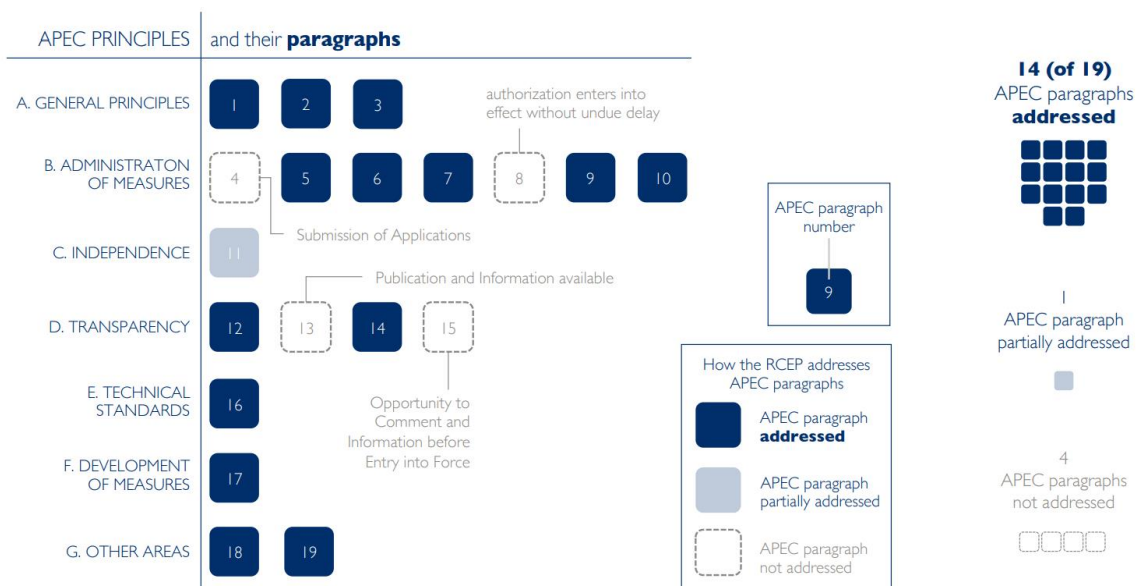 APEC PRINCIPLES
and their paragraphs
A. GENERAL PRINCIPLES
1
2
3
authorization enters into
effect without undue delay
B. ADMINISTRATON
OF MEASURES
4
5
6
7
8
9
10
Submission of Applications
C. INDEPENDENCE
11
Publication and Information available
D. TRANSPARENCY
12
13
14
15
Opportunity to
Comment and
Information before
Entry into Force
E. TECHNICAL
STANDARDS
16
F. DEVELOPMENT
OF MEASURES
17
G. OTHER AREAS
18
19
APEC paragraph
number
9
How the RCEP addresses
APEC paragraphs
APEC paragraph
addressed
APEC paragraph
partially addressed
APEC paragraph
not addressed
14 (of 19)
APEC paragraphs
addressed
1
APEC paragraph
partially addressed
4
APEC paragraphs
not addressed